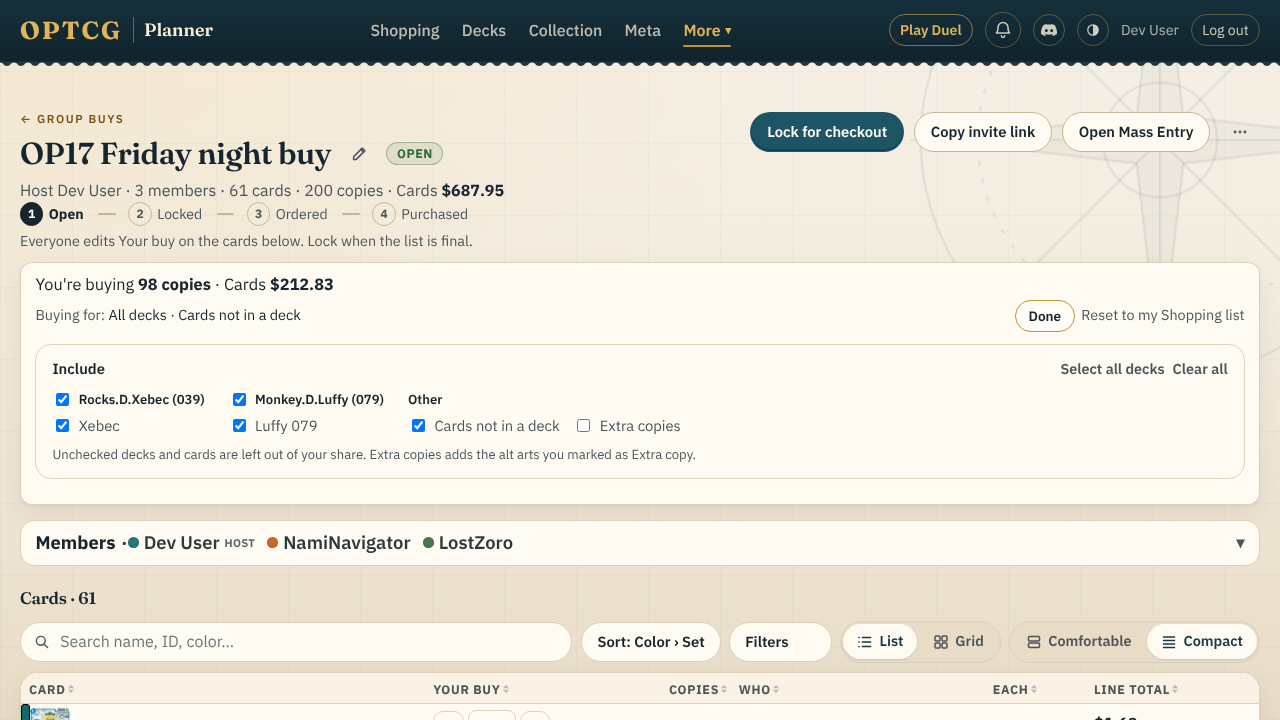 OPTCG Planner Shopping Decks Collection Meta More ▾ Play Duel Dev User Log out
← GROUP BUYS
Lock for checkout Copy invite link Open Mass Entry ···
OP17 Friday night buy OPEN
Host Dev User · 3 members · 61 cards · 200 copies · Cards $687.95
1 Open — 2 Locked — 3 Ordered — 4 Purchased
Everyone edits Your buy on the cards below. Lock when the list is final.
You're buying 98 copies · Cards $212.83
Buying for: All decks · Cards not in a deck Done Reset to my Shopping list
Include Select all decks Clear all
Rocks.D.Xebec (039) Monkey.D.Luffy (079) Other
Xebec Luffy 079 Cards not in a deck Extra copies
Unchecked decks and cards are left out of your share. Extra copies adds the alt arts you marked as Extra copy.
Members · Dev User HOST NamiNavigator LostZoro ▼
Cards · 61
Search name, ID, color... Sort: Color › Set Filters List Grid Comfortable Compact
CARD YOUR BUY COPIES WHO EACH LINE TOTAL